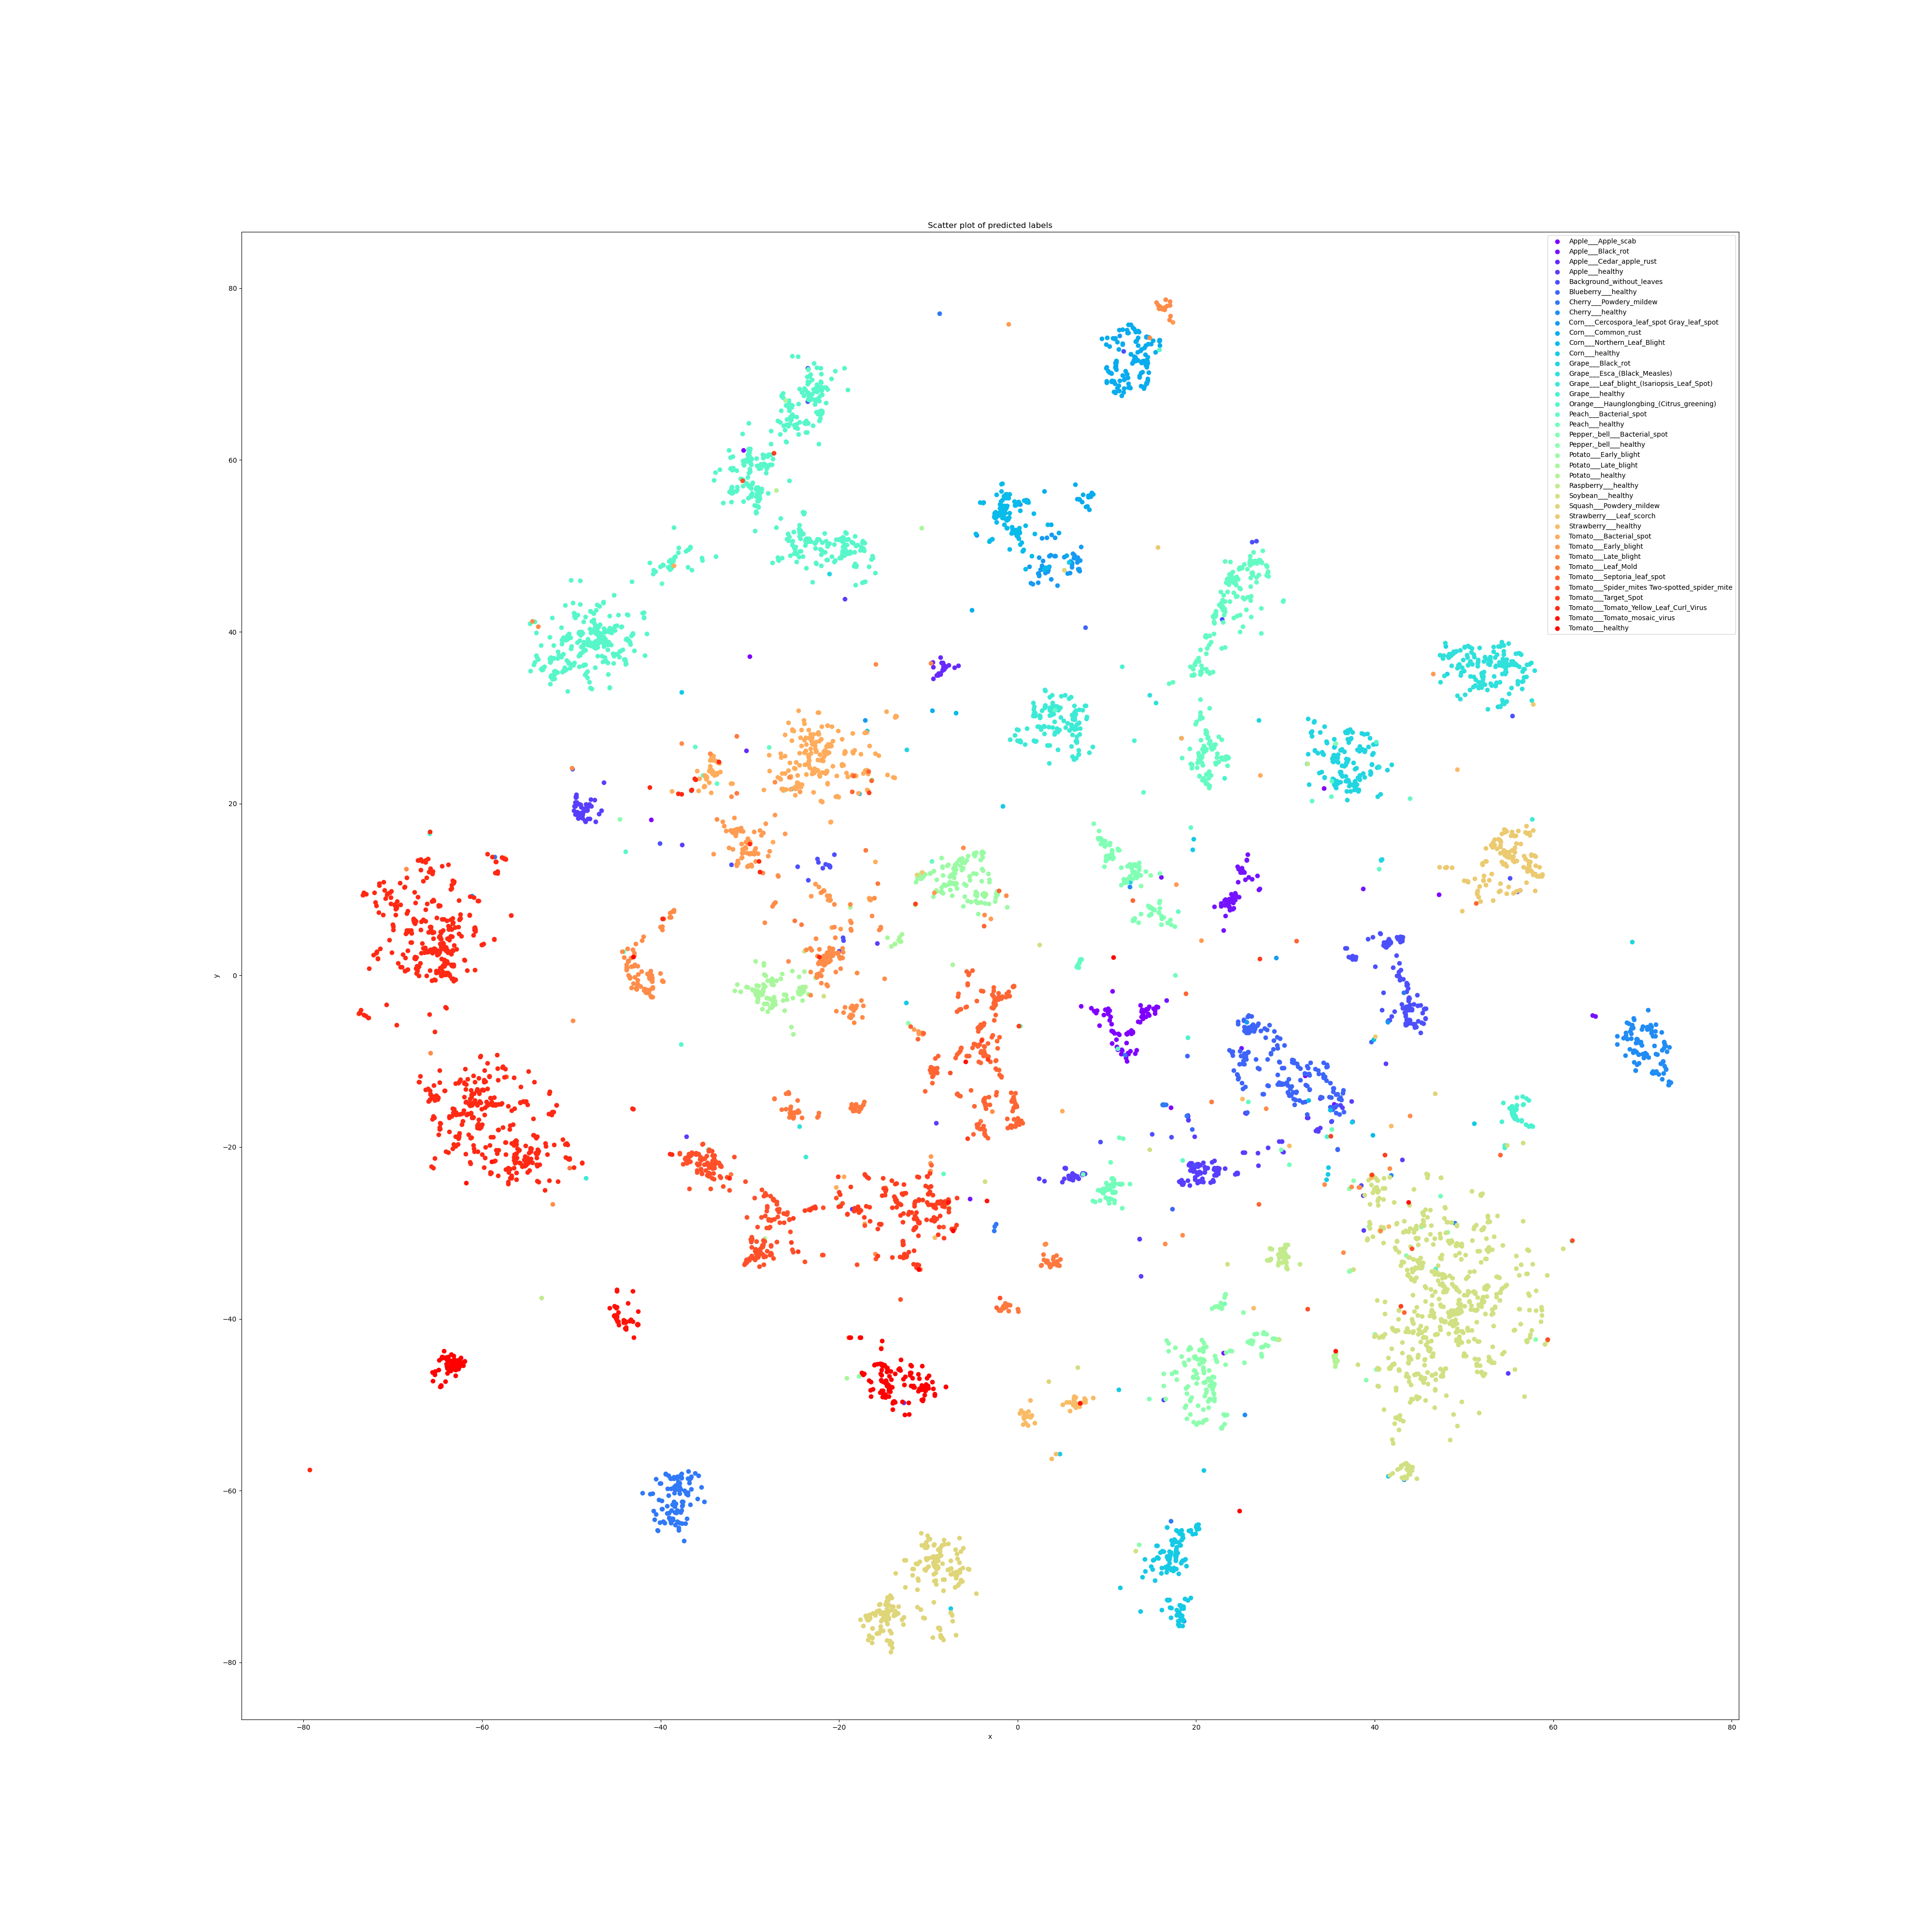 Scatter plot of predicted labels
Apple___Apple_scab
Apple___Black_rot
Apple___Cedar_apple_rust
Apple___healthy
Background_without_leaves
Blueberry___healthy
Cherry___Powdery_mildew
Cherry___healthy
Corn___Cercospora_leaf_spot Gray_leaf_spot
Corn___Common_rust
Corn___Northern_Leaf_Blight
Corn___healthy
Grape___Black_rot
Grape___Esca_(Black_Measles)
Grape___Leaf_blight_(Isariopsis_Leaf_Spot)
Grape___healthy
Orange___Haunglongbing_(Citrus_greening)
Peach___Bacterial_spot
Peach___healthy
Pepper,_bell___Bacterial_spot
Pepper,_bell___healthy
Potato___Early_blight
Potato___Late_blight
Potato___healthy
Raspberry___healthy
Soybean___healthy
Squash___Powdery_mildew
Strawberry___Leaf_scorch
Strawberry___healthy
Tomato___Bacterial_spot
Tomato___Early_blight
Tomato___Late_blight
Tomato___Leaf_Mold
Tomato___Septoria_leaf_spot
Tomato___Spider_mites Two-spotted_spider_mite
Tomato___Target_Spot
Tomato___Tomato_Yellow_Leaf_Curl_Virus
Tomato___Tomato_mosaic_virus
Tomato___healthy
80
60
40
20
0
−20
−40
−60
−80
y
−80 −60 −40 −20 0 20 40 60 80
x